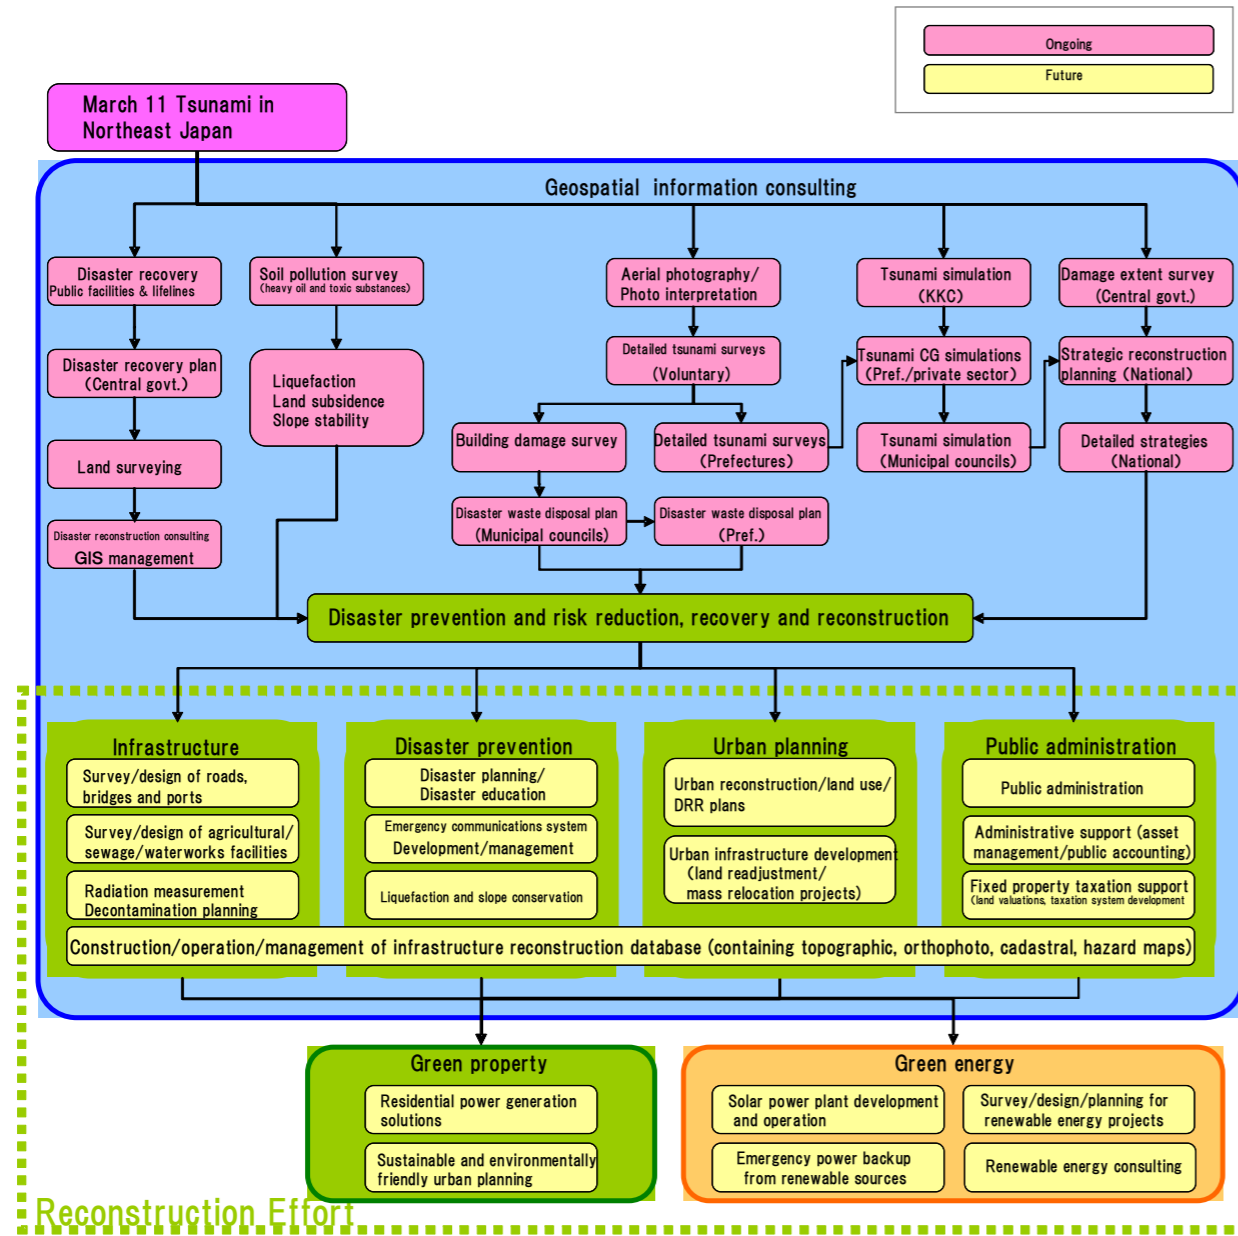 Ongoing
Future
March 11 Tsunami in
Northeast Japan
Geospatial information consulting
Disaster recovery
Public facilities & lifelines
Soil pollution survey
(heavy oil and toxic substances)
Aerial photography/
Photo interpretation
Tsunami simulation
(KKC)
Damage extent survey
(Central govt.)
Disaster recovery plan
(Central govt.)
Liquefaction
Land subsidence
Slope stability
Detailed tsunami surveys
(Voluntary)
Tsunami CG simulations
(Pref./private sector)
Strategic reconstruction
planning (National)
Land surveying
Building damage survey
Detailed tsunami surveys
(Prefectures)
Tsunami simulation
(Municipal councils)
Detailed strategies
(National)
Disaster reconstruction consulting
GIS management
Disaster waste disposal plan
(Municipal councils)
Disaster waste disposal plan
(Pref.)
Disaster prevention and risk reduction, recovery and reconstruction
Infrastructure
Survey/design of roads,
bridges and ports
Survey/design of agricultural/
sewage/waterworks facilities
Radiation measurement
Decontamination planning
Disaster prevention
Disaster planning/
Disaster education
Emergency communications system
Development/management
Liquefaction and slope conservation
Urban planning
Urban reconstruction/land use/
DRR plans
Urban infrastructure development
(land readjustment/
mass relocation projects)
Public administration
Public administration
Administrative support (asset
management/public accounting)
Fixed property taxation support
(land valuations, taxation system development
Construction/operation/management of infrastructure reconstruction database (containing topographic, orthophoto, cadastral, hazard maps)
Green property
Residential power generation
solutions
Sustainable and environmentally
friendly urban planning
Green energy
Solar power plant development
and operation
Survey/design/planning for
renewable energy projects
Emergency power backup
from renewable sources
Renewable energy consulting
Reconstruction Effort